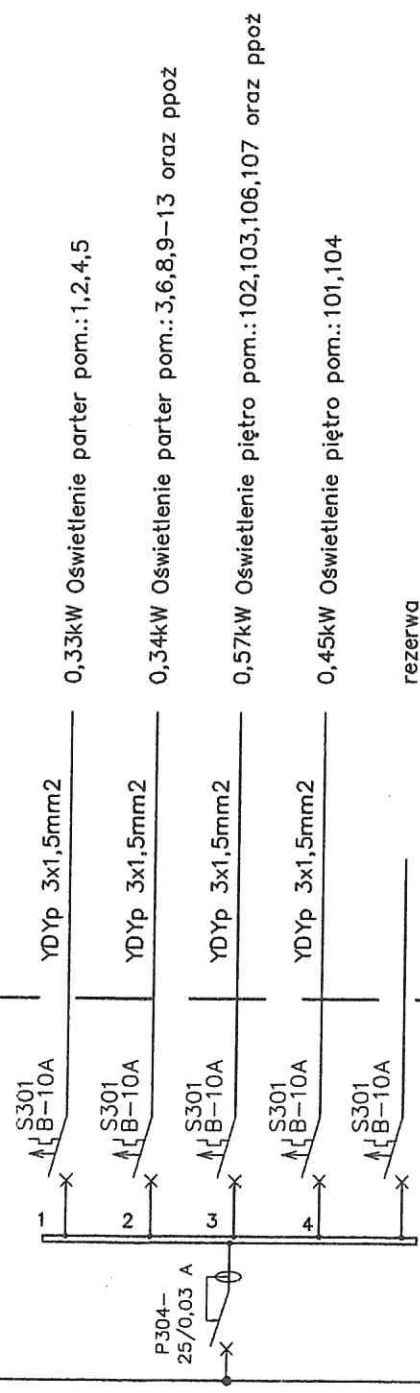 P304-
25/0,03 A
1
S301
B-10A
YDYp 3x1,5mm2
0,33kW Oświetlenie parter pom.: 1,2,4,5
2
S301
B-10A
YDYp 3x1,5mm2
0,34kW Oświetlenie parter pom.: 3,6,8,9-13 oraz ppoż
3
S301
B-10A
YDYp 3x1,5mm2
0,57kW Oświetlenie piętro pom.: 102,103,106,107 oraz ppoż
4
S301
B-10A
YDYp 3x1,5mm2
0,45kW Oświetlenie piętro pom.: 101,104
S301
B-10A
rezerwa